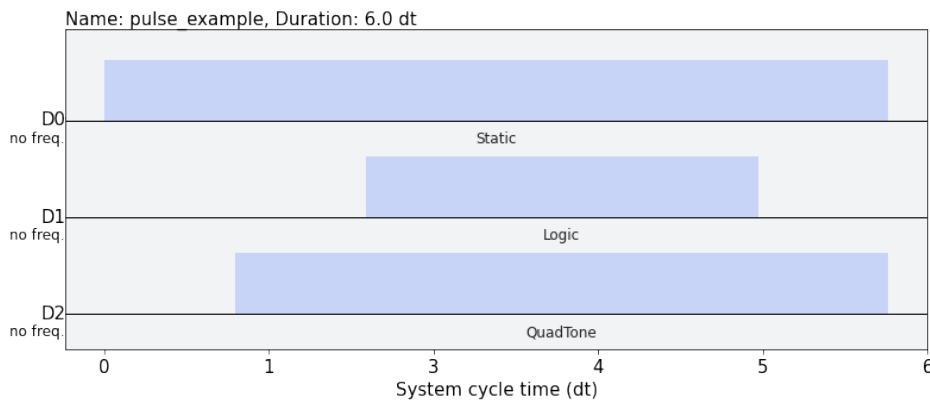 Name: pulse_example, Duration: 6.0 dt
D0
no freq.
Static
D1
no freq.
Logic
D2
no freq.
QuadTone
0 1 3 4 5 6
System cycle time (dt)